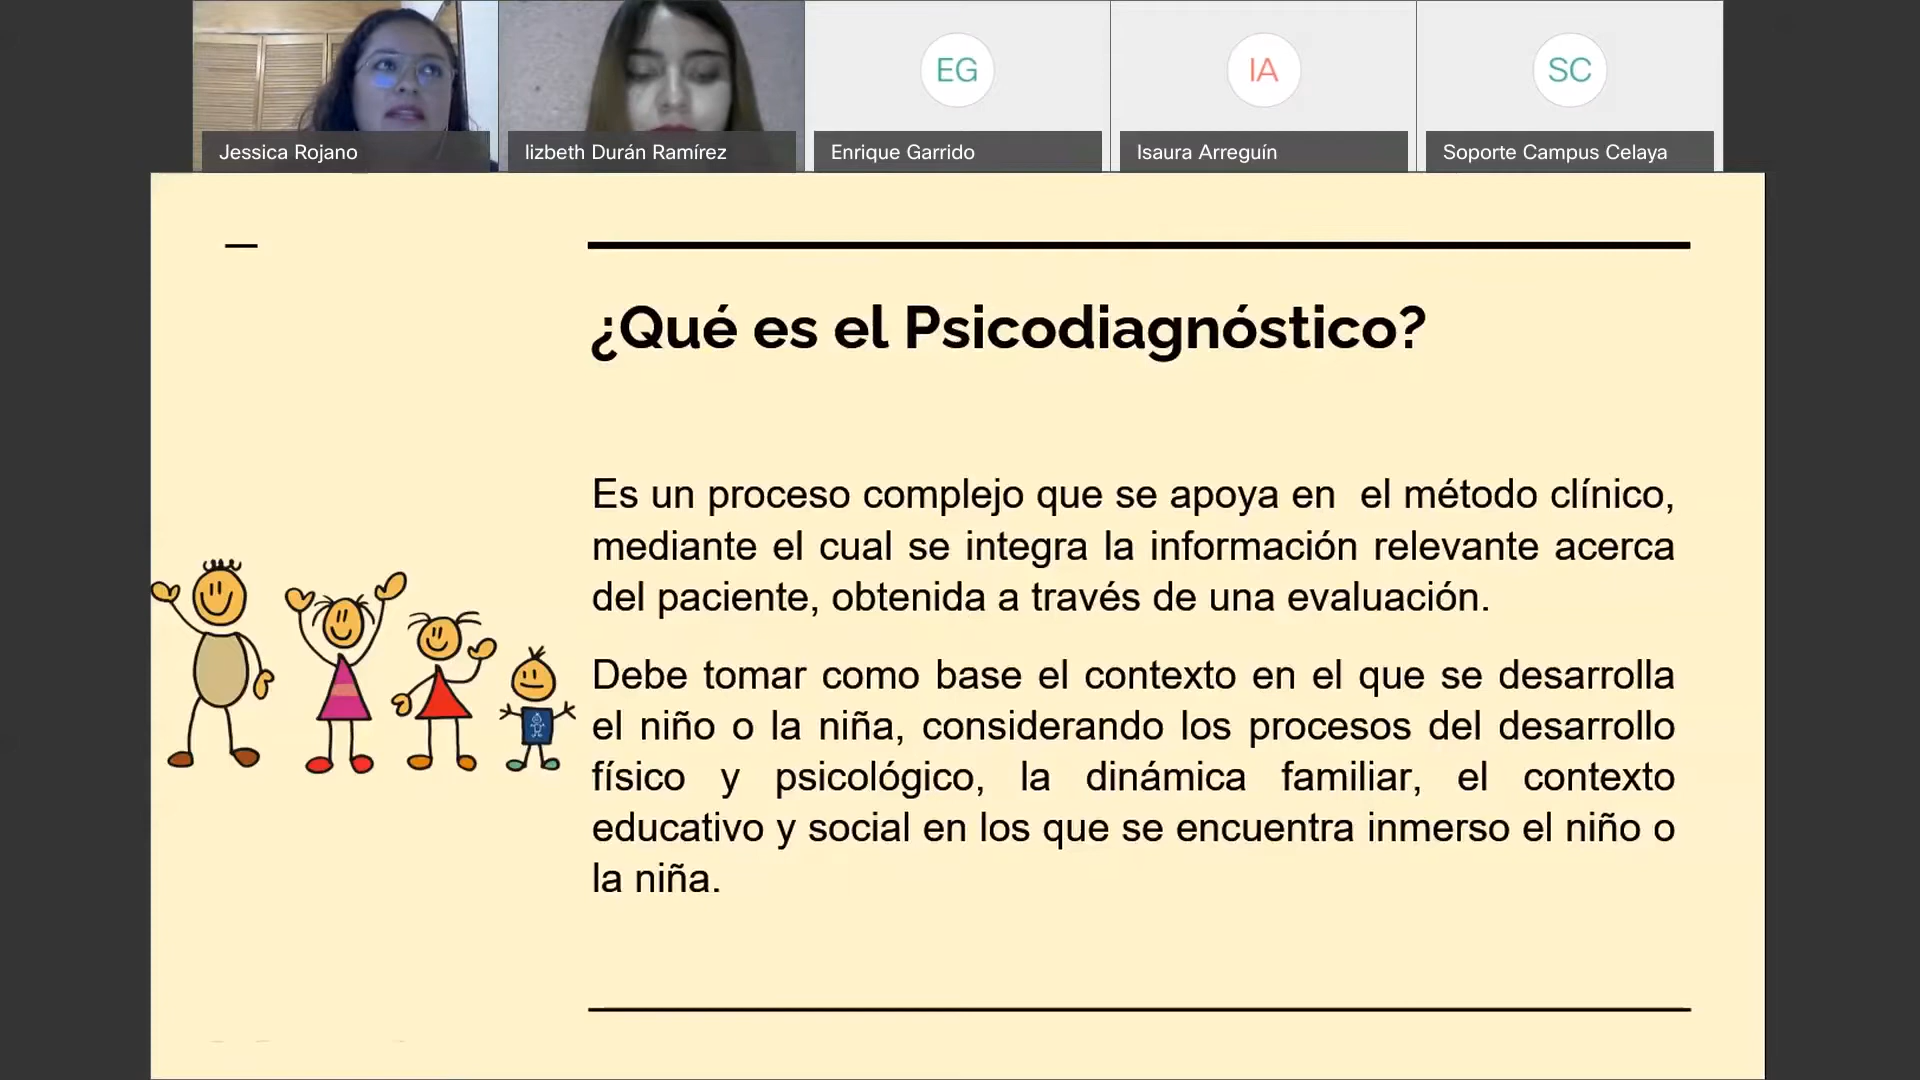 EG
IA
SC
Jessica Rojano
lizbeth Durán Ramírez
Enrique Garrido
Isaura Arreguín
Soporte Campus Celaya
¿Qué es el Psicodiagnóstico?
Es un proceso complejo que se apoya en el método clínico,
mediante el cual se integra la información relevante acerca
del paciente, obtenida a través de una evaluación.
Debe tomar como base el contexto en el que se desarrolla
el niño o la niña, considerando los procesos del desarrollo
físico y psicológico, la dinámica familiar, el contexto
educativo y social en los que se encuentra inmerso el niño o
la niña.